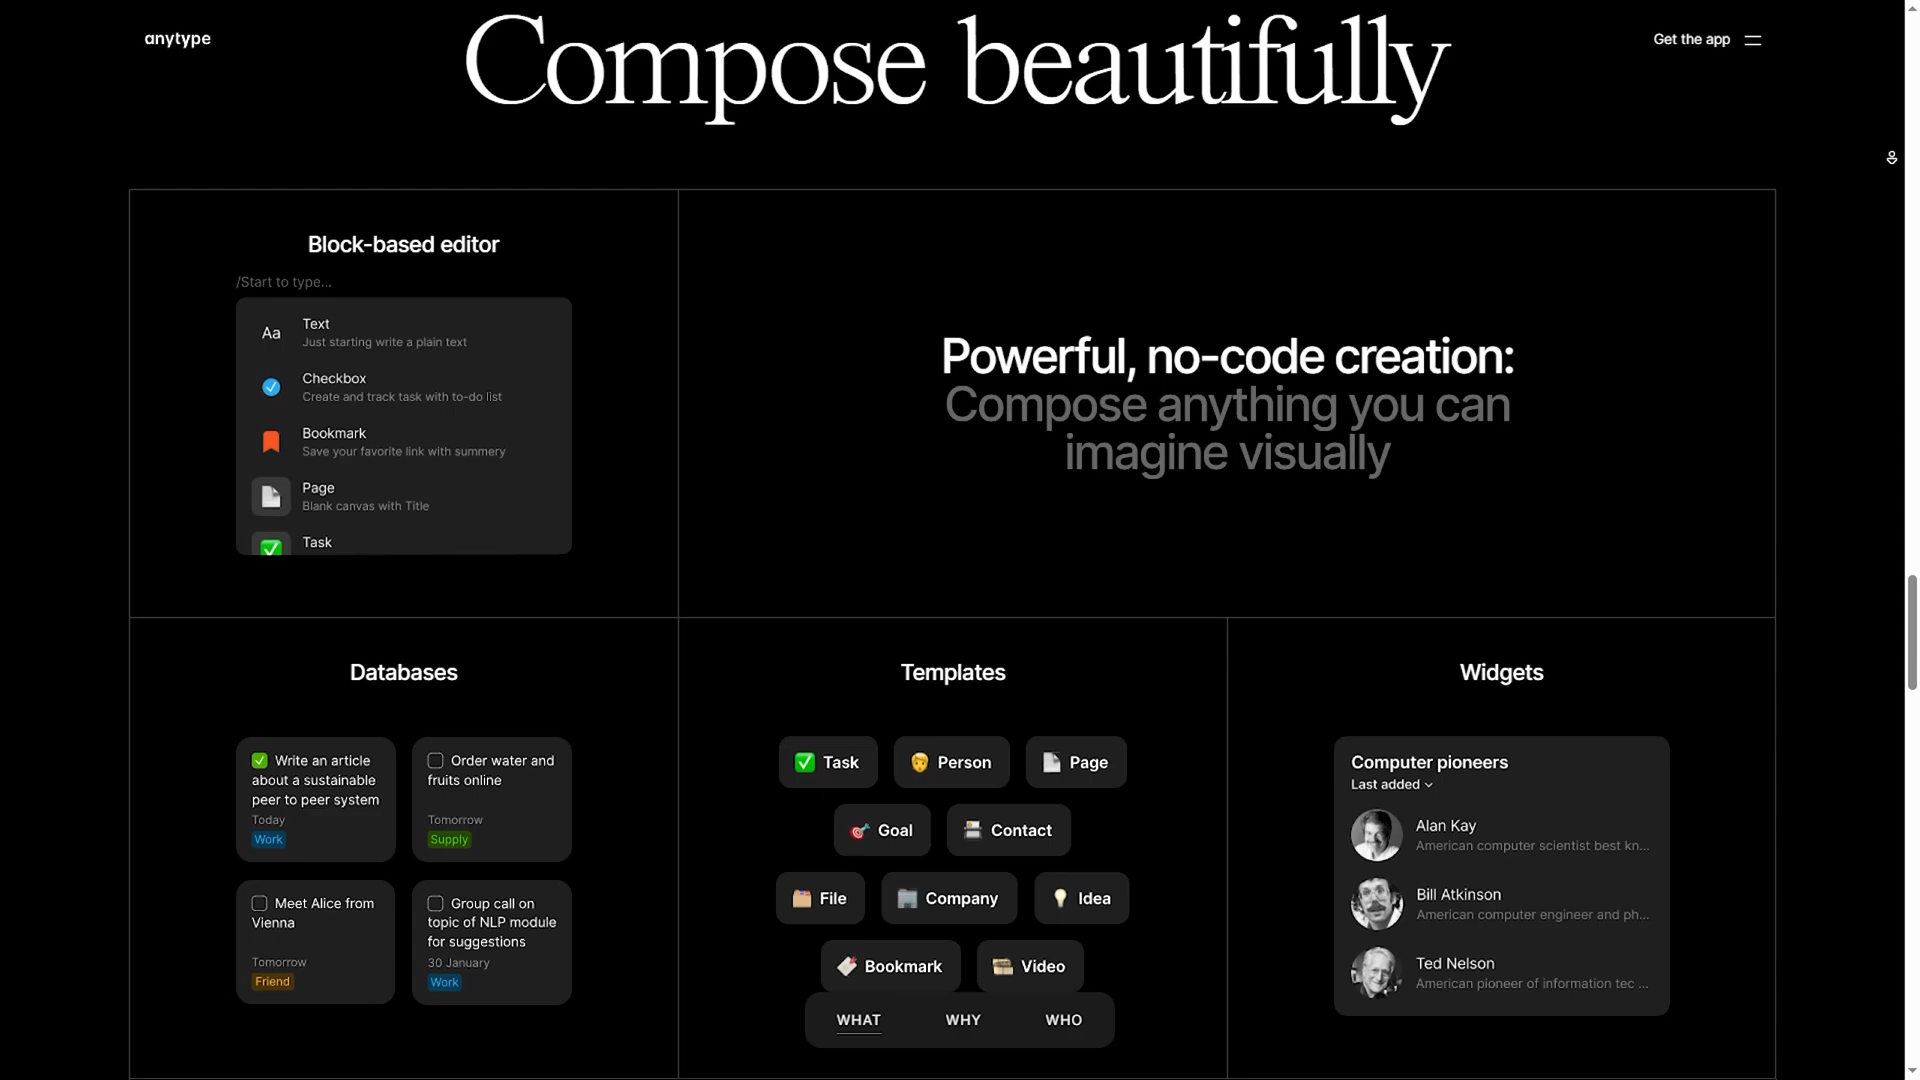 anytype
Compose beautifully
Get the app
Block-based editor
/Start to type...
Aa
Text
Just starting write a plain text
Checkbox
Create and track task with to-do list
Bookmark
Save your favorite link with summery
Page
Blank canvas with Title
Task
Powerful, no-code creation:
Compose anything you can
imagine visually
Databases
Write an article
about a sustainable
peer to peer system
Today
Work
Order water and
fruits online
Tomorrow
Supply
Meet Alice from
Vienna
Tomorrow
Friend
Group call on
topic of NLP module
for suggestions
30 January
Work
Templates
Task
Person
Page
Goal
Contact
File
Company
Idea
Bookmark
Video
WHAT
WHY
WHO
Widgets
Computer pioneers
Last added
Alan Kay
American computer scientist best kn...
Bill Atkinson
American computer engineer and ph...
Ted Nelson
American pioneer of information tec ...